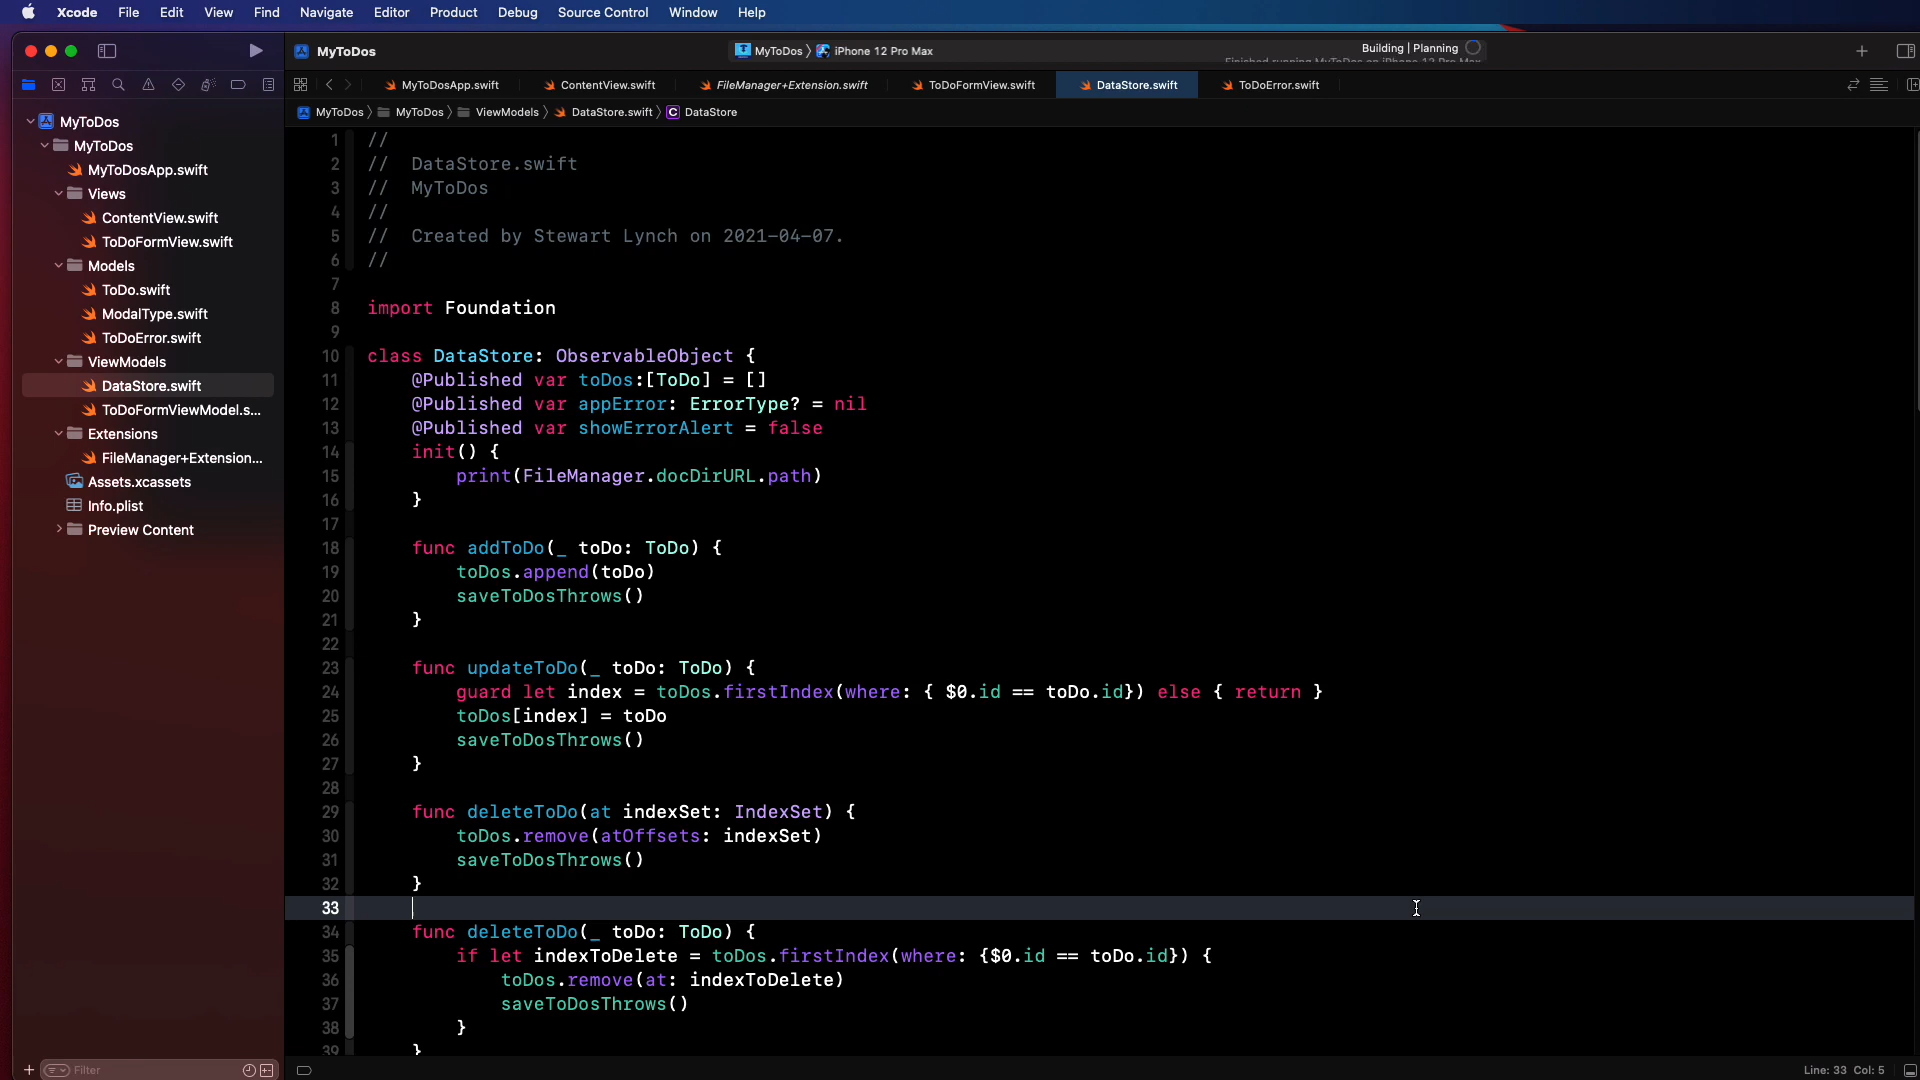 Xcode File Edit View Find Navigate Editor Product Debug Source Control Window Help
MyToDos
MyToDos 〉 iPhone 12 Pro Max
Building | Planning
Finished running MyToDos on iPhone 12 Pro Max
MyToDosApp.swift ContentView.swift FileManager+Extension.swift ToDoFormView.swift DataStore.swift ToDoError.swift
MyToDos 〉 MyToDos 〉 ViewModels 〉 DataStore.swift 〉 C DataStore
MyToDos
MyToDos
MyToDosApp.swift
Views
ContentView.swift
ToDoFormView.swift
Models
ToDo.swift
ModalType.swift
ToDoError.swift
ViewModels
DataStore.swift
ToDoFormViewModel.s...
Extensions
FileManager+Extension...
Assets.xcassets
Info.plist
Preview Content
Filter
1 //
2 //  DataStore.swift
3 //  MyToDos
4 //
5 //  Created by Stewart Lynch on 2021-04-07.
6 //
7
8 import Foundation
9
10 class DataStore: ObservableObject {
11     @Published var toDos:[ToDo] = []
12     @Published var appError: ErrorType? = nil
13     @Published var showErrorAlert = false
14     init() {
15         print(FileManager.docDirURL.path)
16     }
17
18     func addToDo(_ toDo: ToDo) {
19         toDos.append(toDo)
20         saveToDosThrows()
21     }
22
23     func updateToDo(_ toDo: ToDo) {
24         guard let index = toDos.firstIndex(where: { $0.id == toDo.id}) else { return }
25         toDos[index] = toDo
26         saveToDosThrows()
27     }
28
29     func deleteToDo(at indexSet: IndexSet) {
30         toDos.remove(atOffsets: indexSet)
31         saveToDosThrows()
32     }
33
34     func deleteToDo(_ toDo: ToDo) {
35         if let indexToDelete = toDos.firstIndex(where: {$0.id == toDo.id}) {
36             toDos.remove(at: indexToDelete)
37             saveToDosThrows()
38         }
39     }
Line: 33 Col: 5